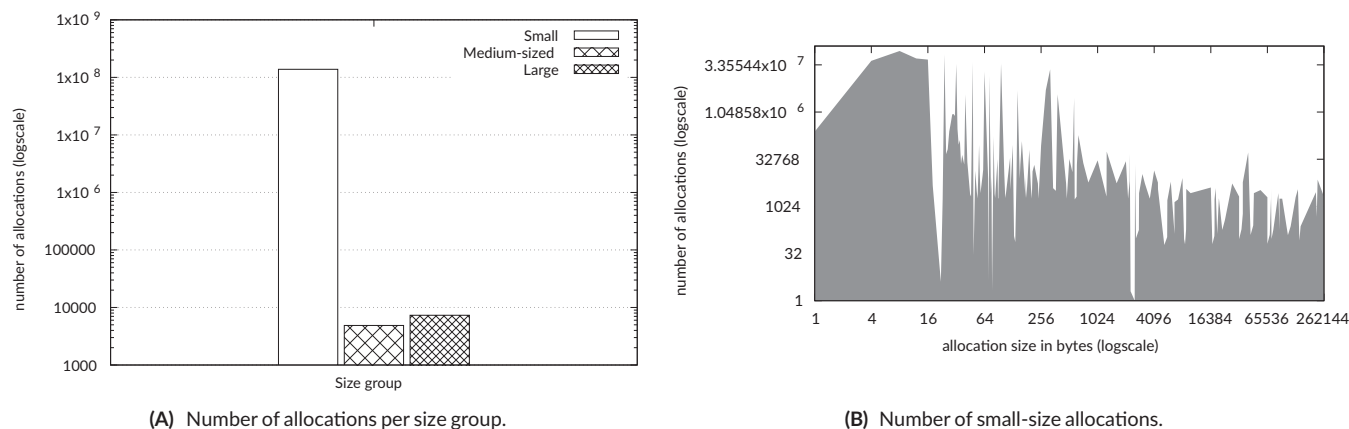 1x10 9
1x10 8
1x10 7
1x10 6
100000
10000
1000
number of allocations (logscale)
Small
Medium-sized
Large
Size group
(A) Number of allocations per size group.
3.35544x10 7
1.04858x10 6
32768
1024
32
1
number of allocations (logscale)
1 4 16 64 256 1024 4096 16384 65536 262144
allocation size in bytes (logscale)
(B) Number of small-size allocations.